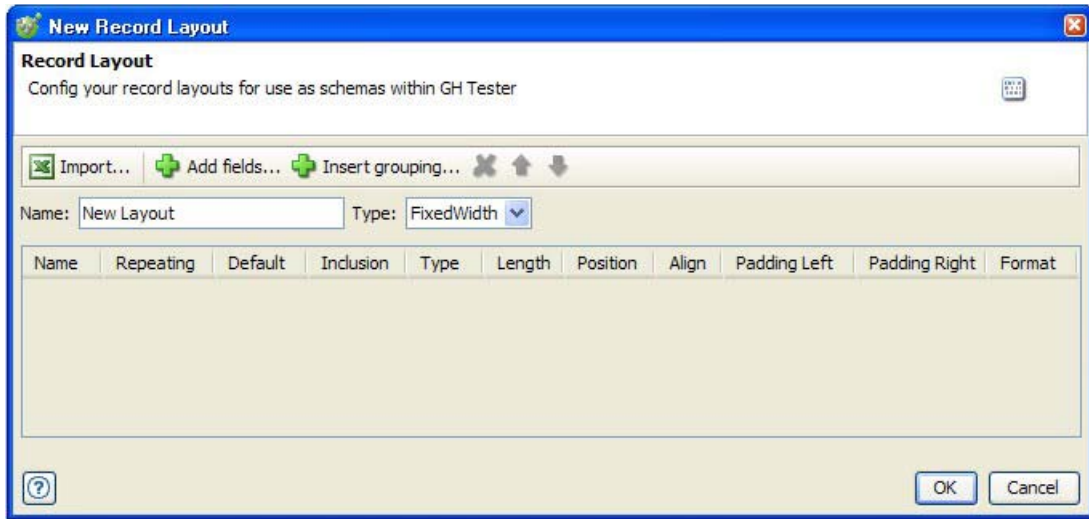 New Record Layout
Record Layout
Config your record layouts for use as schemas within GH Tester
Import... Add fields... Insert grouping...
Name: New Layout Type: FixedWidth
Name Repeating Default Inclusion Type Length Position Align Padding Left Padding Right Format
? OK Cancel